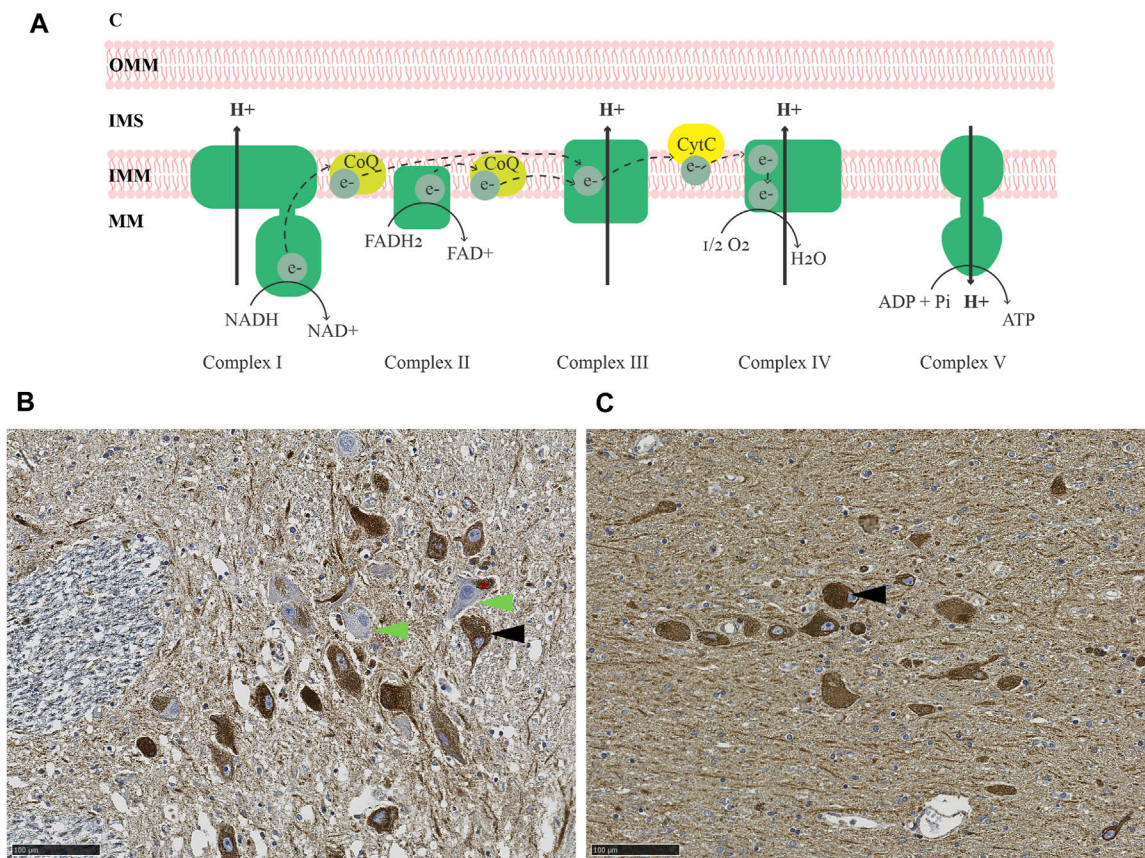 A
C
OMM
IMS
IMM
MM
H+
H+
H+
CoQ
CoQ
CytC
e-
e-
e-
e-
e-
e-
e-
e-
FADH2
FAD+
NADH
NAD+
1/2 O2
H2O
ADP + Pi
H+
ATP
Complex I
Complex II
Complex III
Complex IV
Complex V
B
C
*
100 µm
100 µm